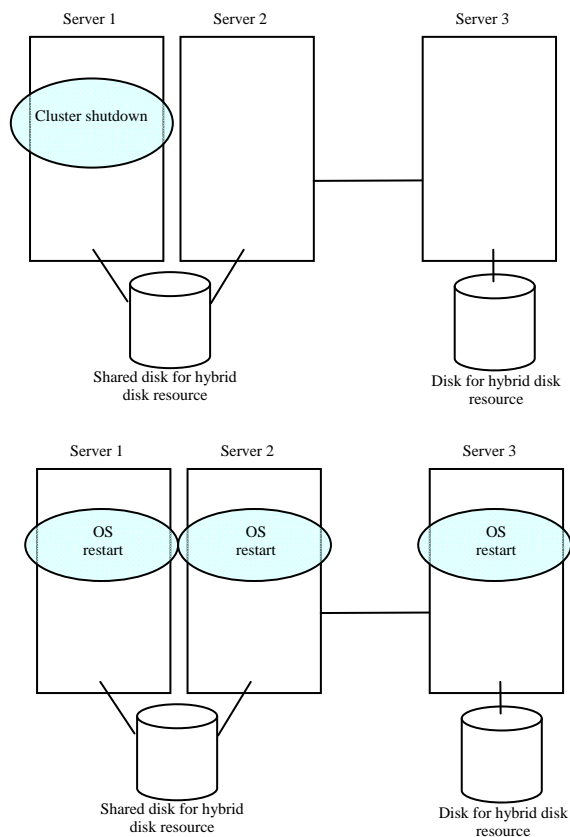 Server 1
Server 2
Server 3
Cluster shutdown
Shared disk for hybrid
disk resource
Disk for hybrid disk
resource
Server 1
Server 2
Server 3
OS
restart
OS
restart
OS
restart
Shared disk for hybrid
disk resource
Disk for hybrid disk
resource